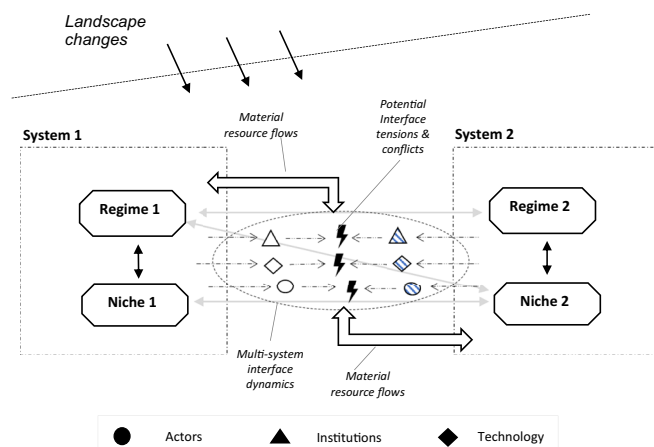 Landscape
changes
Potential
Interface
tensions &
conflicts
Material
resource flows
System 1
System 2
Regime 1
Regime 2
Niche 1
Niche 2
Multi-system
interface
dynamics
Material
resource flows
Actors
Institutions
Technology